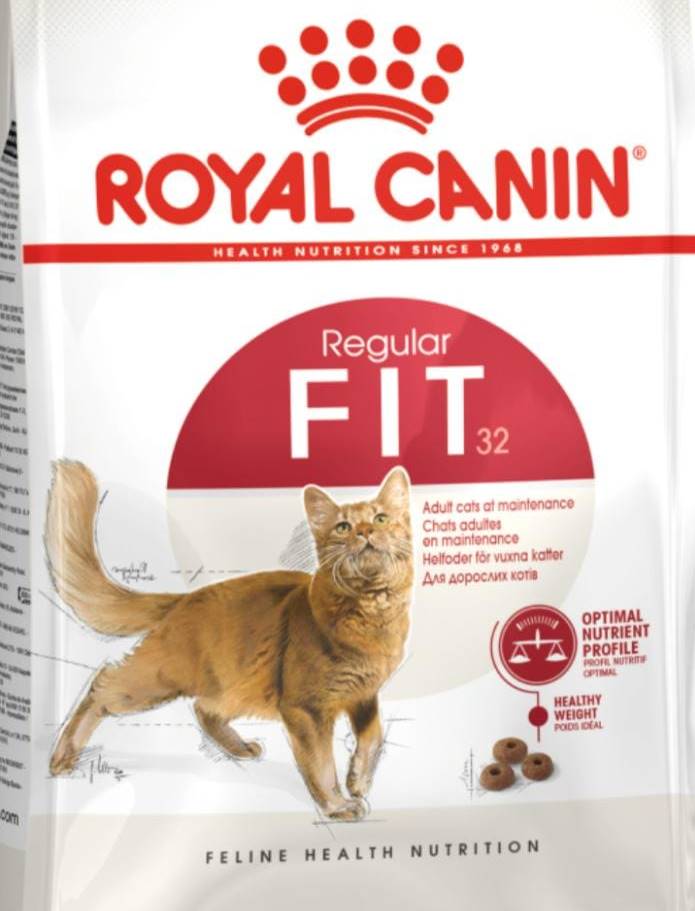 ROYAL CANIN®
HEALTH NUTRITION SINCE 1968
Regular
FIT 32
Adult cats at maintenance
Chats adultes
en maintenance
Helfoder för vuxna katter
Для дорослих котів
OPTIMAL
NUTRIENT
PROFILE
PROFIL NUTRITIF
OPTIMAL
HEALTHY
WEIGHT
POIDS IDÉAL
.com
FELINE HEALTH NUTRITION